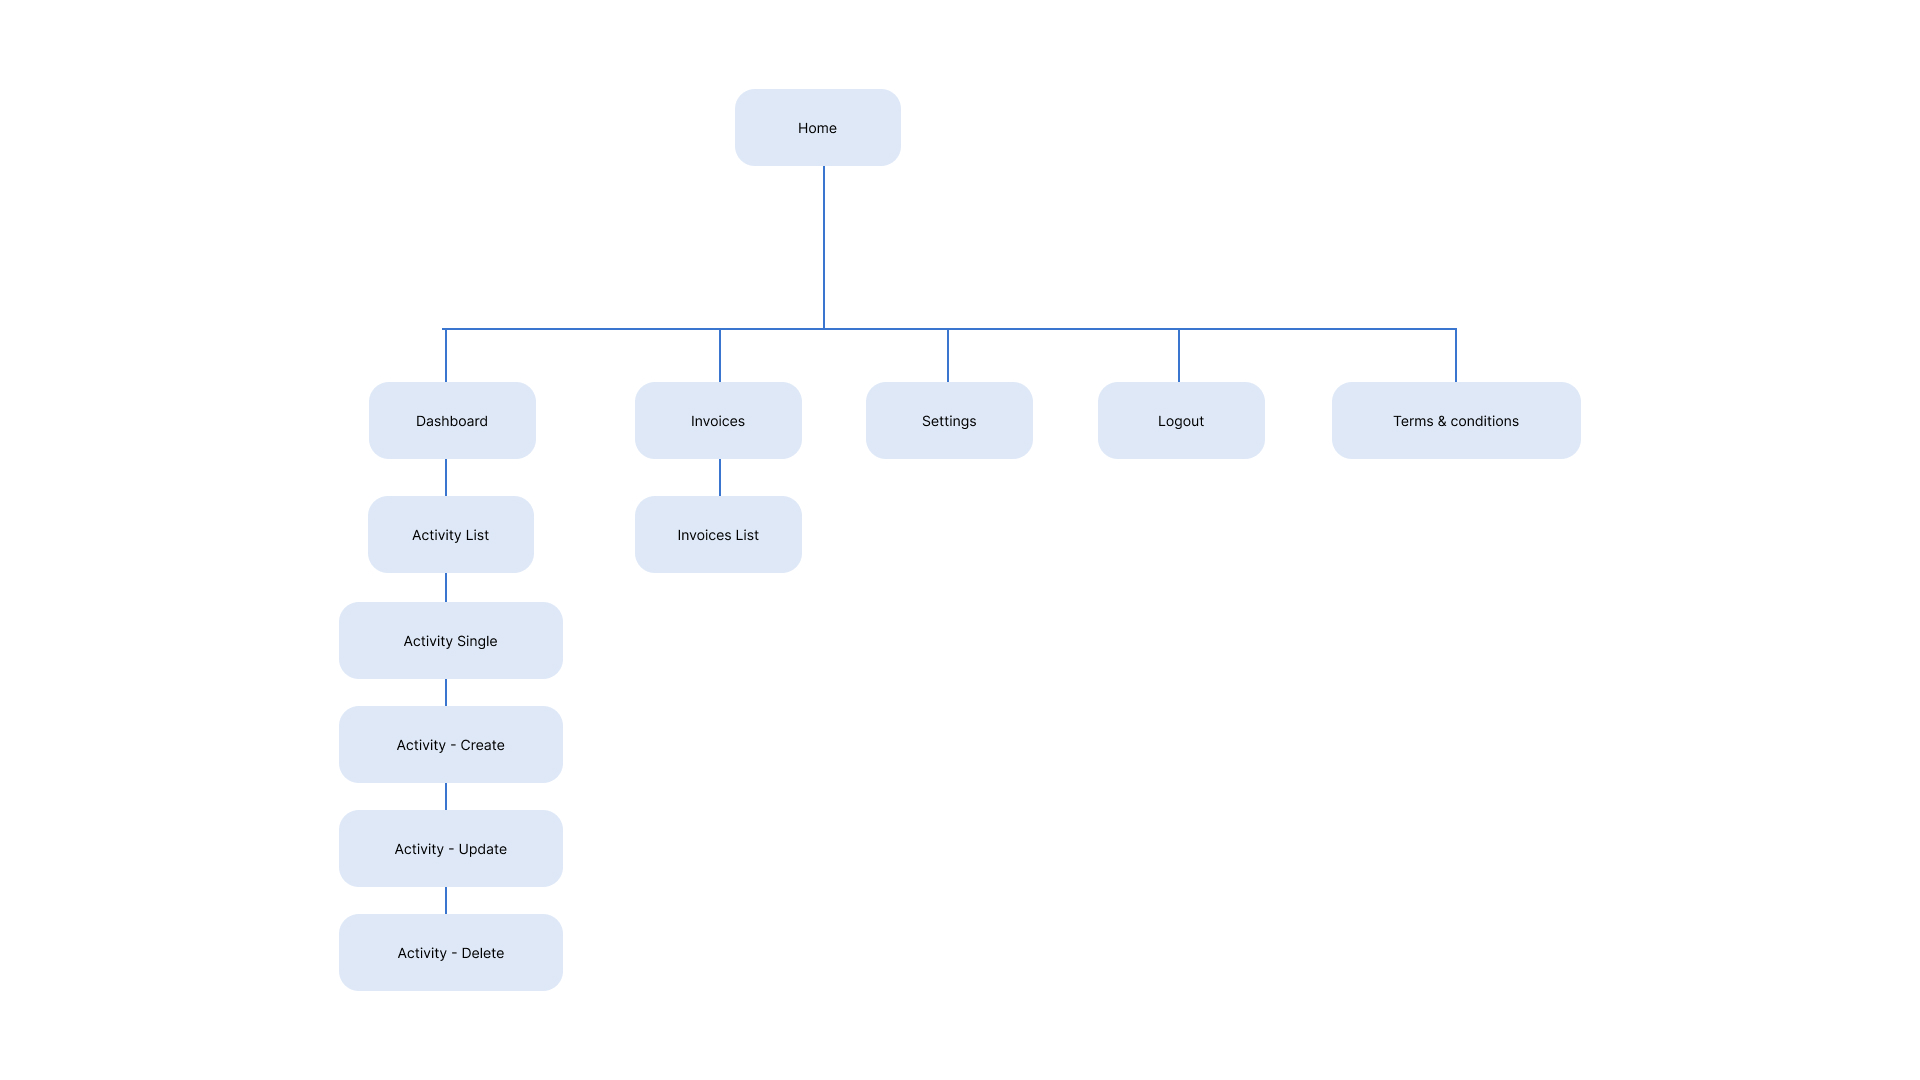 Home
Dashboard
Invoices
Settings
Logout
Terms & conditions
Activity List
Invoices List
Activity Single
Activity - Create
Activity - Update
Activity - Delete